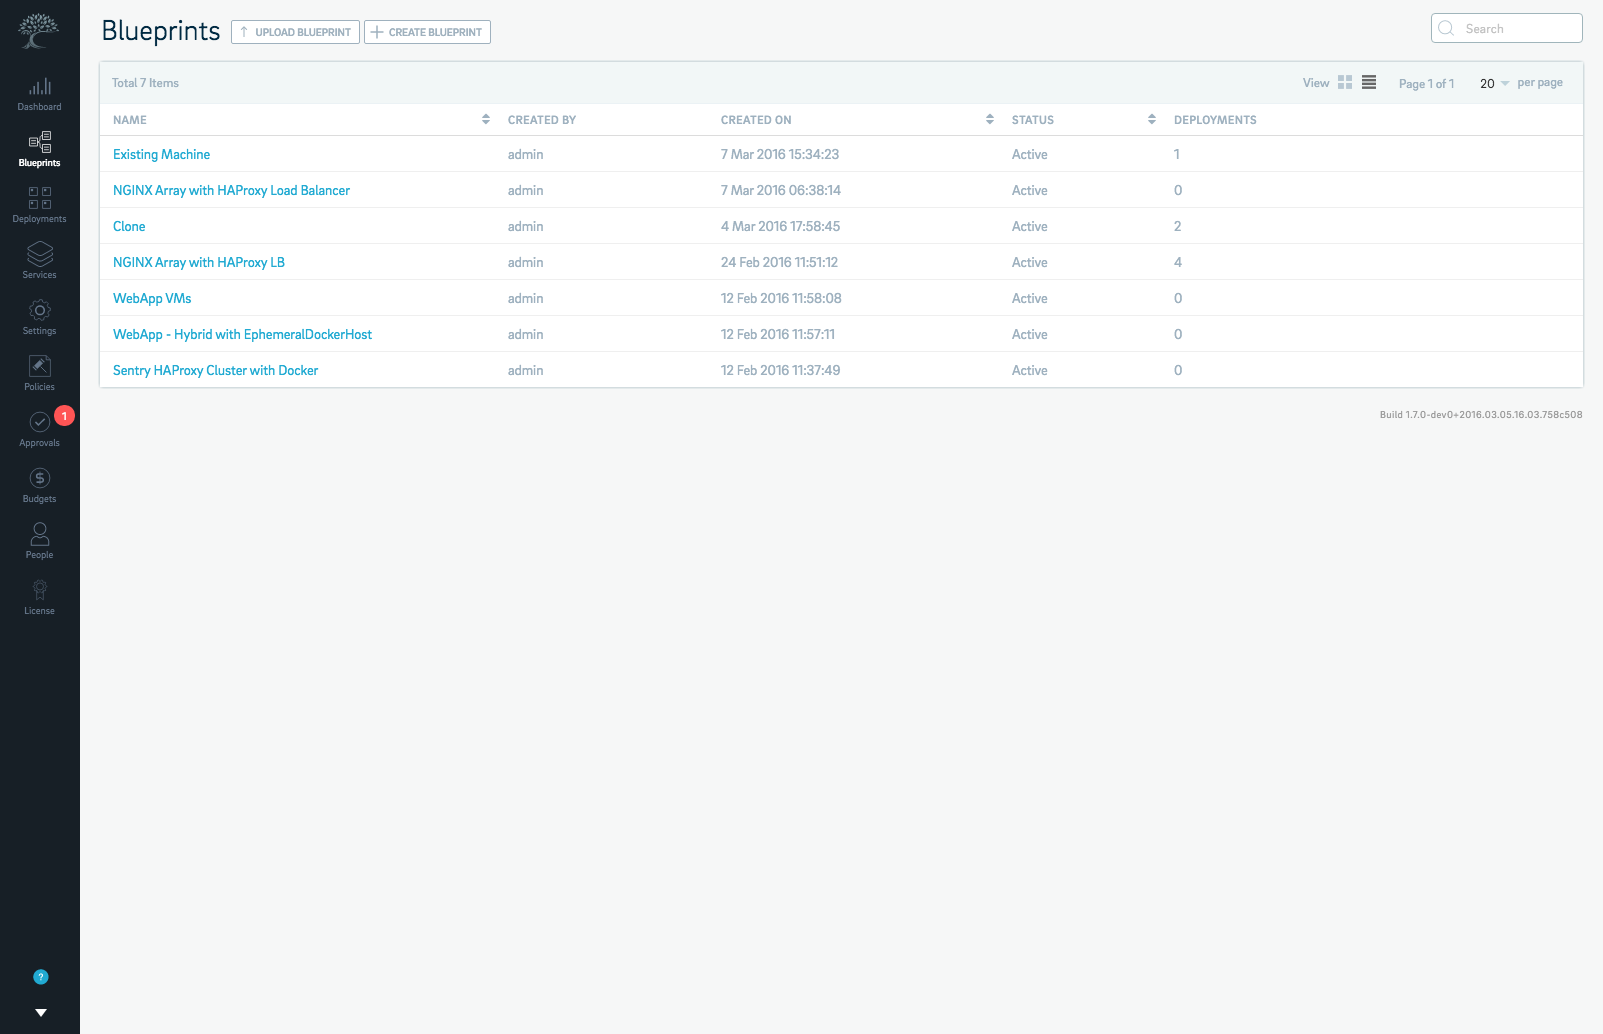 Blueprints
UPLOAD BLUEPRINT
CREATE BLUEPRINT
Search
Dashboard
Blueprints
Deployments
Services
Settings
Policies
1
Approvals
Budgets
People
License
?
Total 7 Items
View
Page 1 of 1
20
per page
NAME CREATED BY CREATED ON STATUS DEPLOYMENTS
Existing Machine admin 7 Mar 2016 15:34:23 Active 1
NGINX Array with HAProxy Load Balancer admin 7 Mar 2016 06:38:14 Active 0
Clone admin 4 Mar 2016 17:58:45 Active 2
NGINX Array with HAProxy LB admin 24 Feb 2016 11:51:12 Active 4
WebApp VMs admin 12 Feb 2016 11:58:08 Active 0
WebApp - Hybrid with EphemeralDockerHost admin 12 Feb 2016 11:57:11 Active 0
Sentry HAProxy Cluster with Docker admin 12 Feb 2016 11:37:49 Active 0
Build 1.7.0-dev0+2016.03.05.16.03.758c508